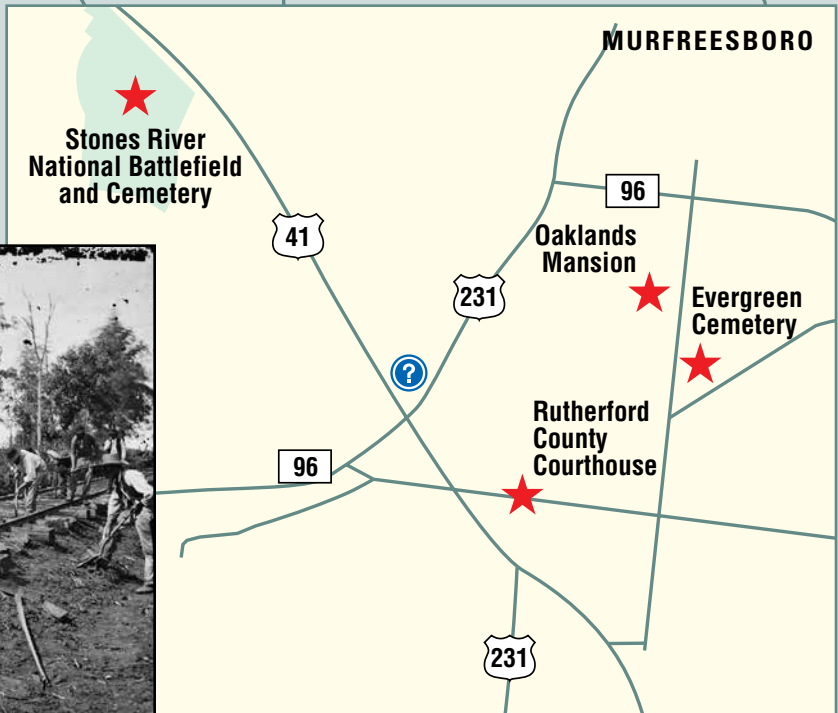 MURFREESBORO
Stones River
National Battlefield
and Cemetery
96
41
Oaklands
Mansion
231
Evergreen
Cemetery
?
Rutherford
County
Courthouse
96
231